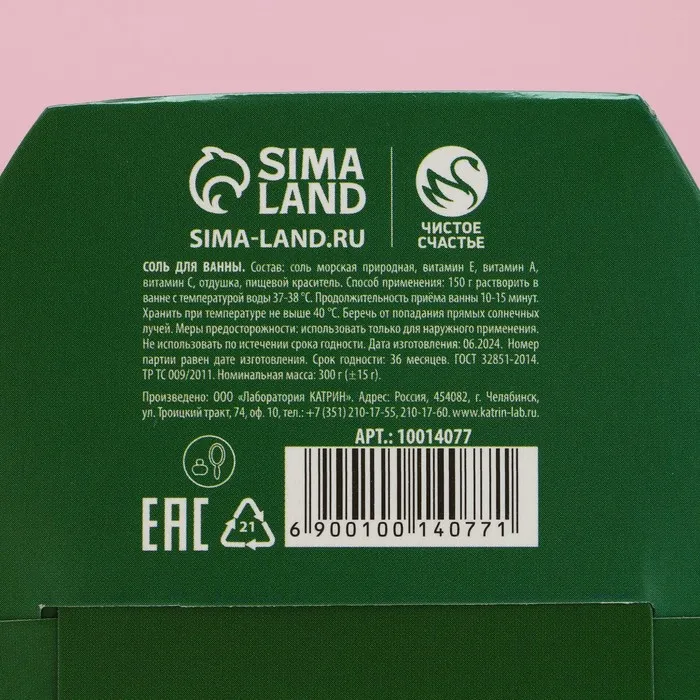 SIMA
LAND
SIMA-LAND.RU
ЧИСТОЕ
СЧАСТЬЕ
СОЛЬ ДЛЯ ВАННЫ. Состав: соль морская природная, витамин Е, витамин А,
витамин С, отдушка, пищевой краситель. Способ применения: 150 г растворить в
ванне с температурой воды 37-38 °С. Продолжительность приёма ванны 10-15 минут.
Хранить при температуре не выше 40 °С. Беречь от попадания прямых солнечных
лучей. Меры предосторожности: использовать только для наружного применения.
Не использовать по истечении срока годности. Дата изготовления: 06.2024. Номер
партии равен дате изготовления. Срок годности: 36 месяцев. ГОСТ 32851-2014.
ТР ТС 009/2011. Номинальная масса: 300 г (±15 г).
Произведено: ООО «Лаборатория КАТРИН». Адрес: Россия, 454082, г. Челябинск,
ул. Троицкий тракт, 74, оф. 10, тел.: +7 (351) 210-17-55, 210-17-60. www.katrin-lab.ru.
АРТ.: 10014077
EAC
21
6 900100 140771